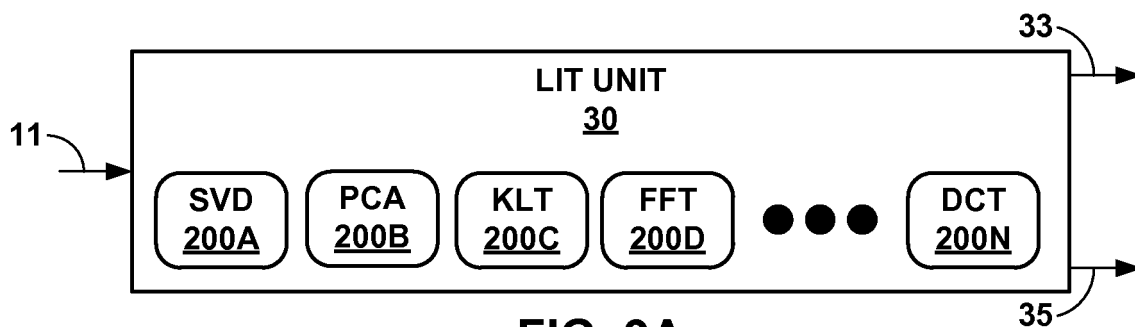 33
LIT UNIT
30
11
SVD
200A
PCA
200B
KLT
200C
FFT
200D
DCT
200N
35